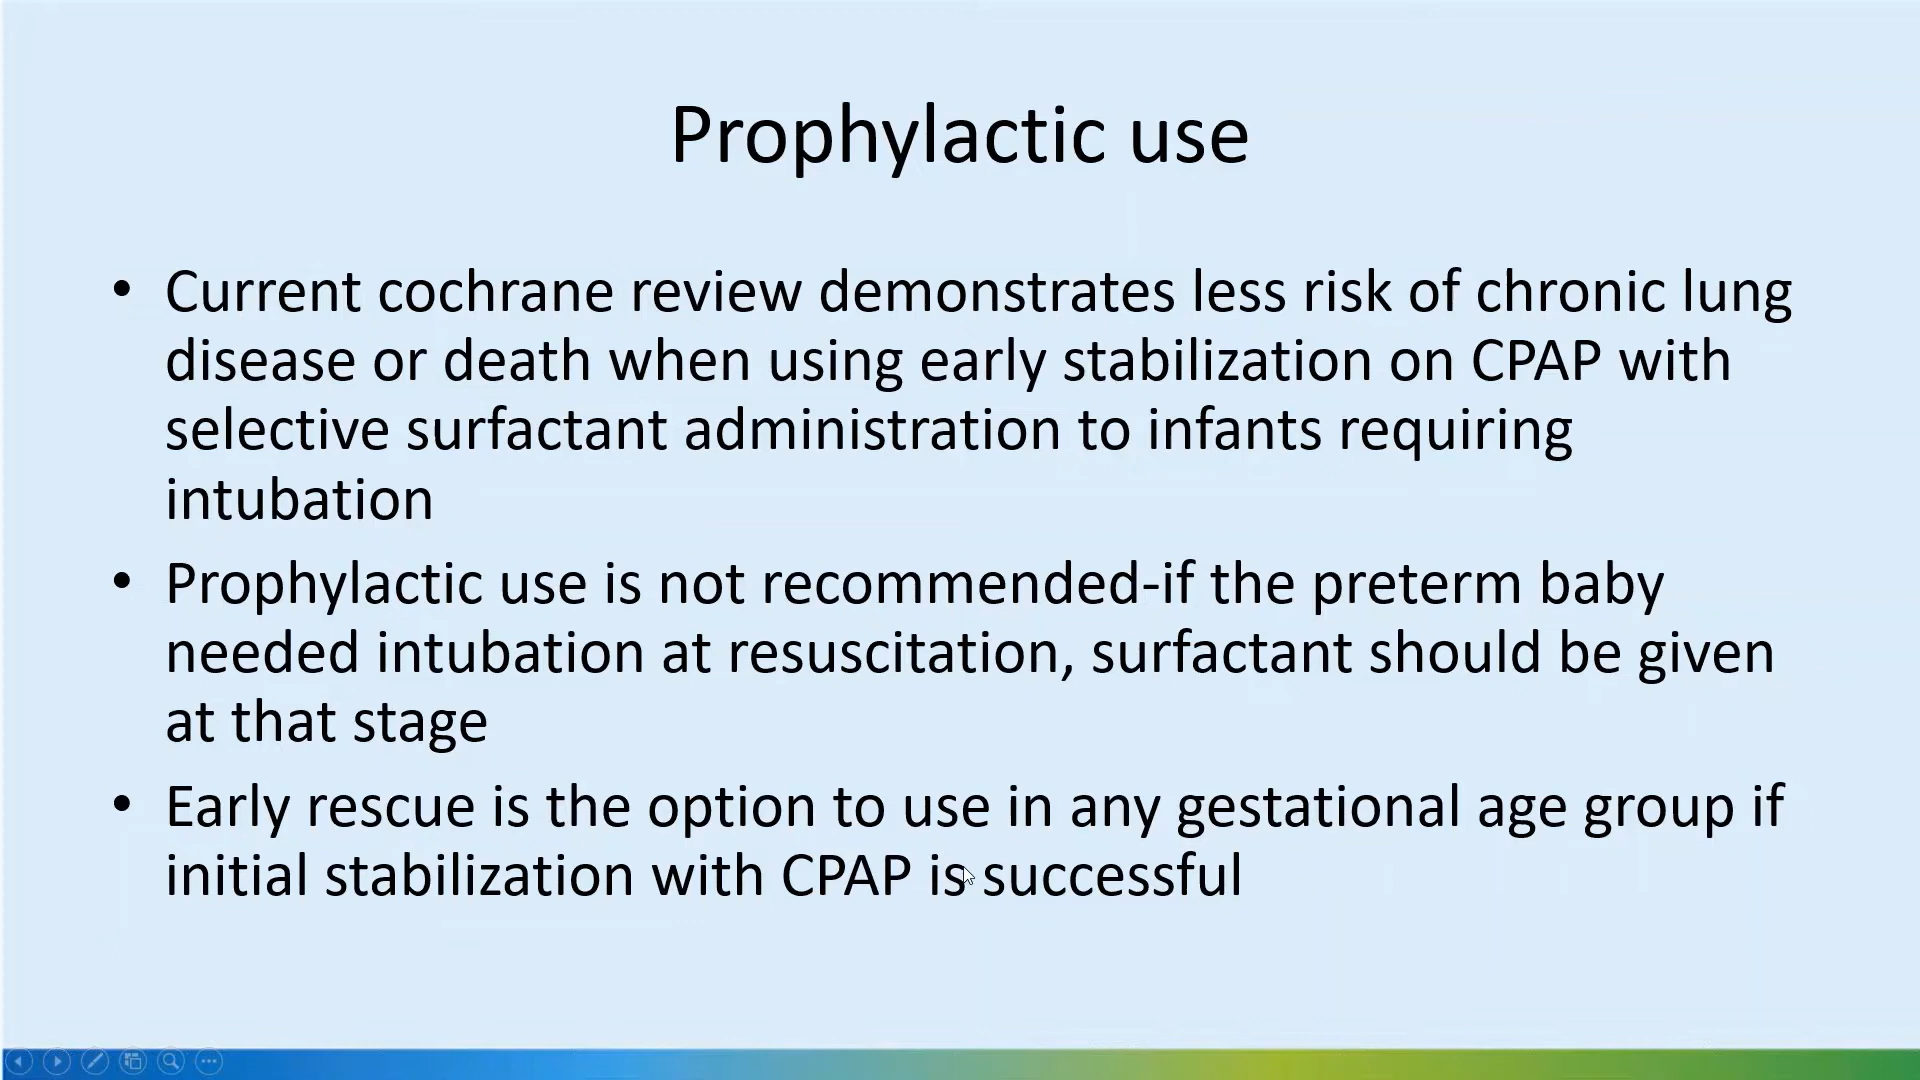 Prophylactic use
• Current cochrane review demonstrates less risk of chronic lung
disease or death when using early stabilization on CPAP with
selective surfactant administration to infants requiring
intubation
• Prophylactic use is not recommended-if the preterm baby
needed intubation at resuscitation, surfactant should be given
at that stage
• Early rescue is the option to use in any gestational age group if
initial stabilization with CPAP is successful